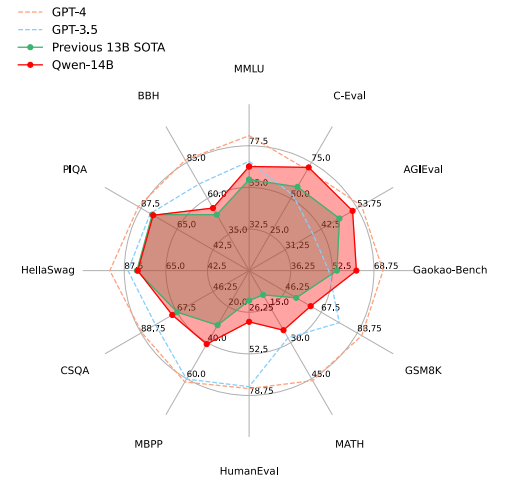 GPT-4
GPT-3.5
Previous 13B SOTA
Qwen-14B
MMLU
BBH
C-Eval
77.5
85.0
75.0
PIQA
AGIEval
60.0
55.0
50.0
87.5
53.75
65.0
42.5
35.0
32.5
25.0
42.5
31.25
HellaSwag
87.5
65.0
42.5
36.25
52.5
68.75
Gaokao-Bench
46.25
46.25
67.5
20.0
26.25
15.0
67.5
88.75
40.0
52.5
30.0
83.75
CSQA
GSM8K
60.0
78.75
45.0
MBPP
MATH
HumanEval